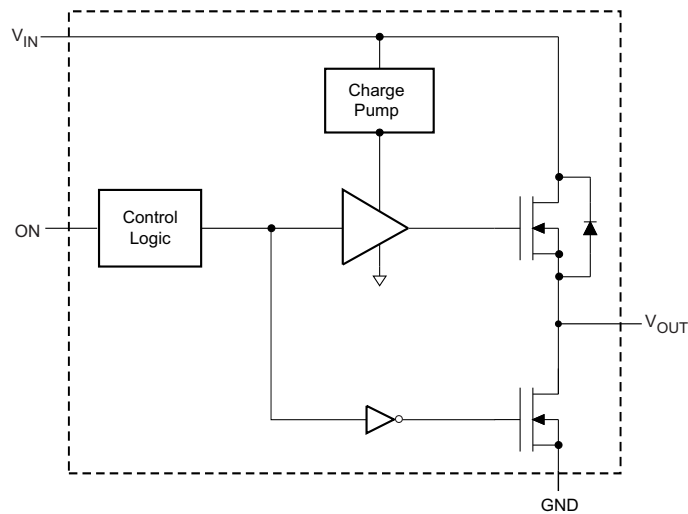 VIN
Charge
Pump
ON
Control
Logic
VOUT
GND